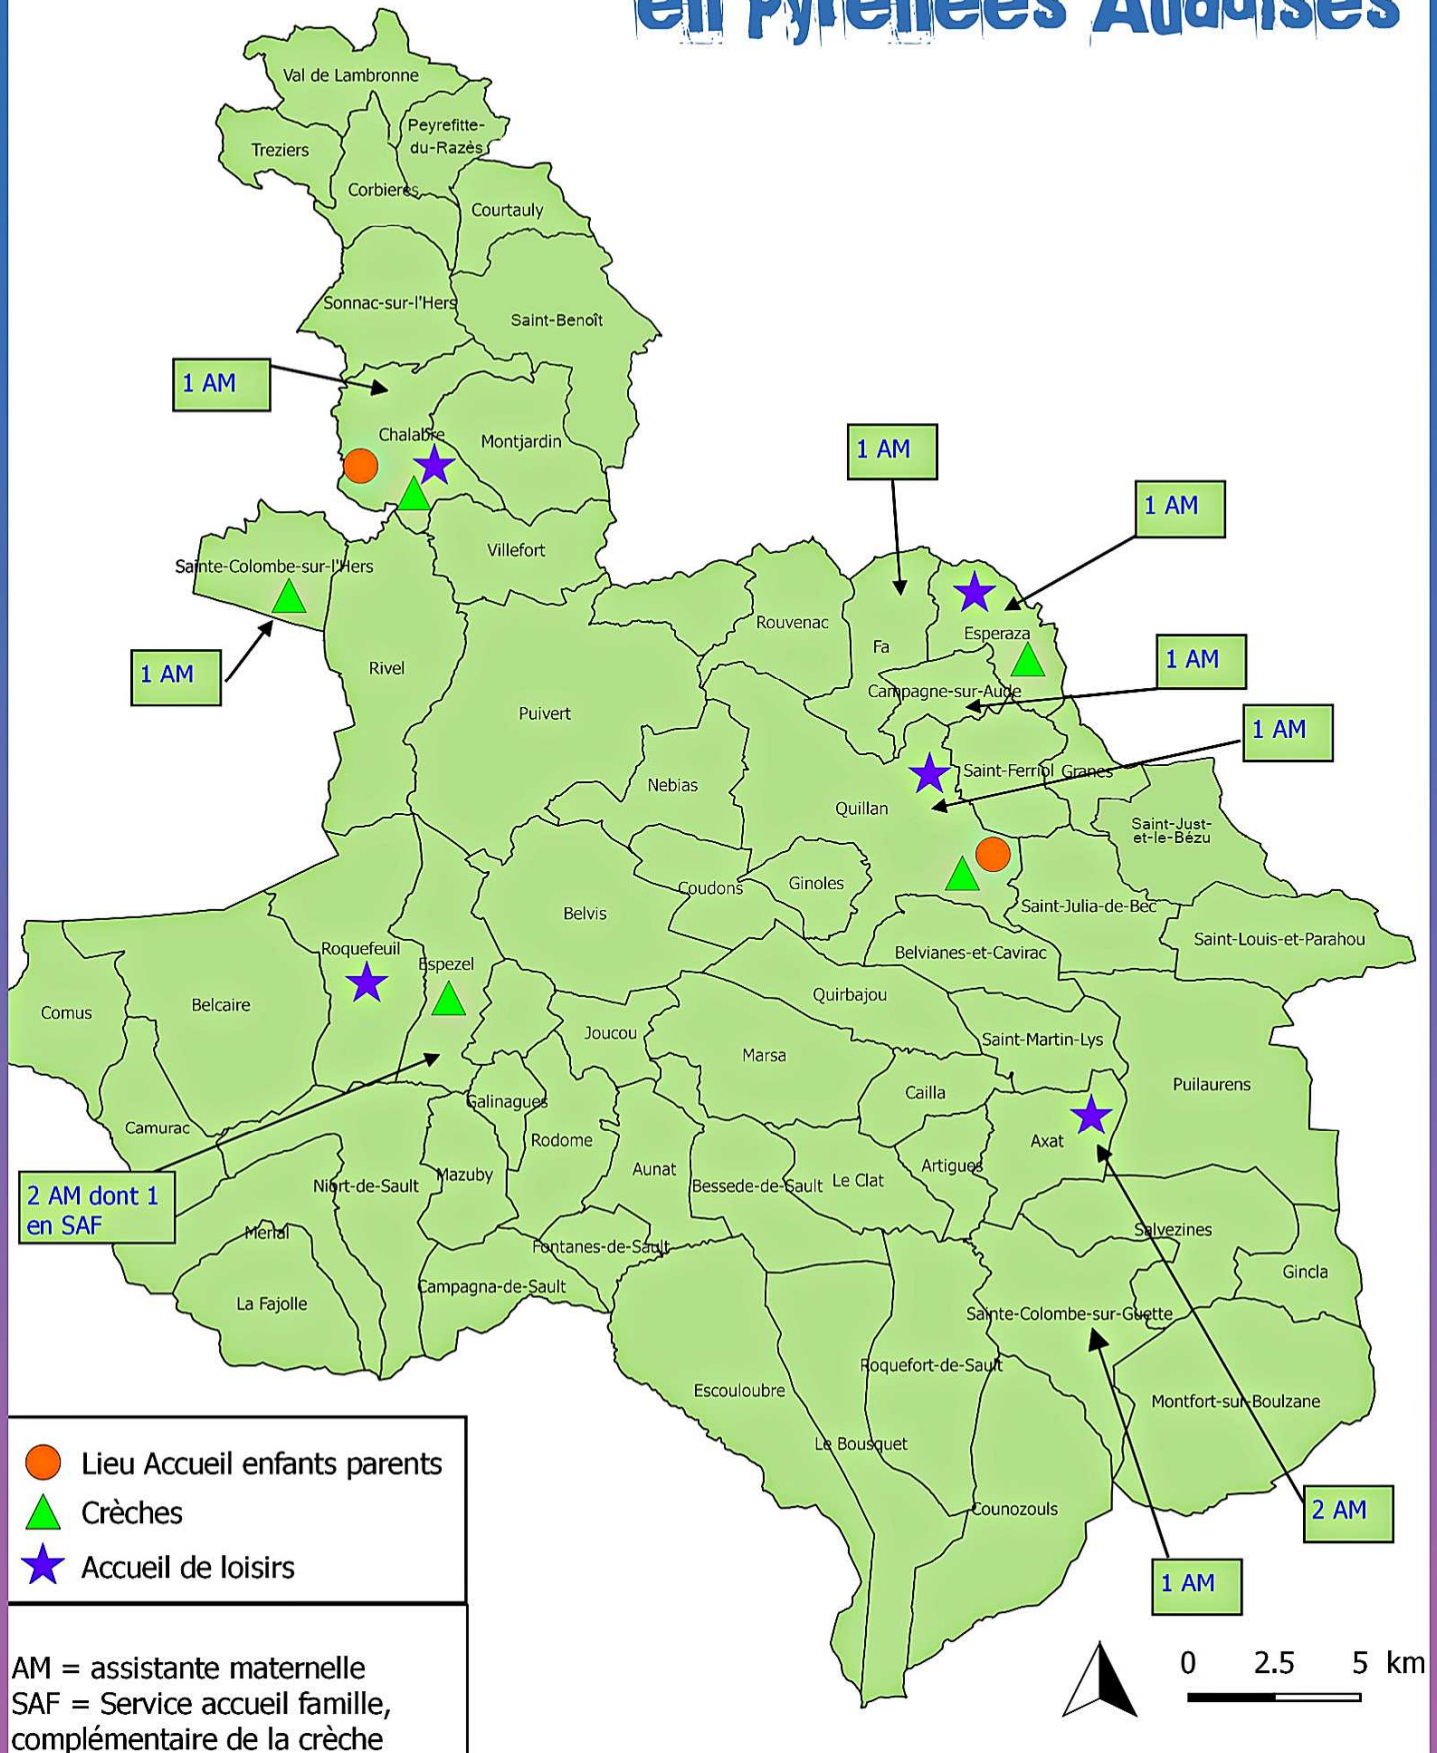 en Pyrénées Audoises
Val de Lambronne
Peyrefitte-
du-Razès
Treziers
Corbieres
Courtauly
Sonnac-sur-l'Hers
Saint-Benoît
1 AM
Chalabre
Montjardin
1 AM
1 AM
Villefort
Sainte-Colombe-sur-l'Hers
Rouvenac
Esperaza
Fa
1 AM
1 AM
Rivel
Campagne-sur-Aude
Puivert
1 AM
Saint-Ferriol
Granes
Nebias
Quillan
Saint-Just-
et-le-Bézu
Coudons
Ginoles
Saint-Julia-de-Bec
Belvis
Saint-Louis-et-Parahou
Roquefeuil
Belvianes-et-Cavirac
Espezel
Quirbajou
Belcaire
Comus
Joucou
Saint-Martin-Lys
Marsa
Puilaurens
Cailla
Galinagues
Camurac
Rodome
Axat
Aunat
Artigues
Mazuby
Le Clat
Niort-de-Sault
Bessede-de-Sault
2 AM dont 1
en SAF
Merial
Salvezines
Fontanes-de-Sault
Gincla
Campagna-de-Sault
La Fajolle
Sainte-Colombe-sur-Guette
Roquefort-de-Sault
Escouloubre
Montfort-sur-Boulzane
Le Bousquet
Lieu Accueil enfants parents
Counozouls
2 AM
Crèches
Accueil de loisirs
1 AM
0 2.5 5 km
AM = assistante maternelle
SAF = Service accueil famille,
complémentaire de la crèche